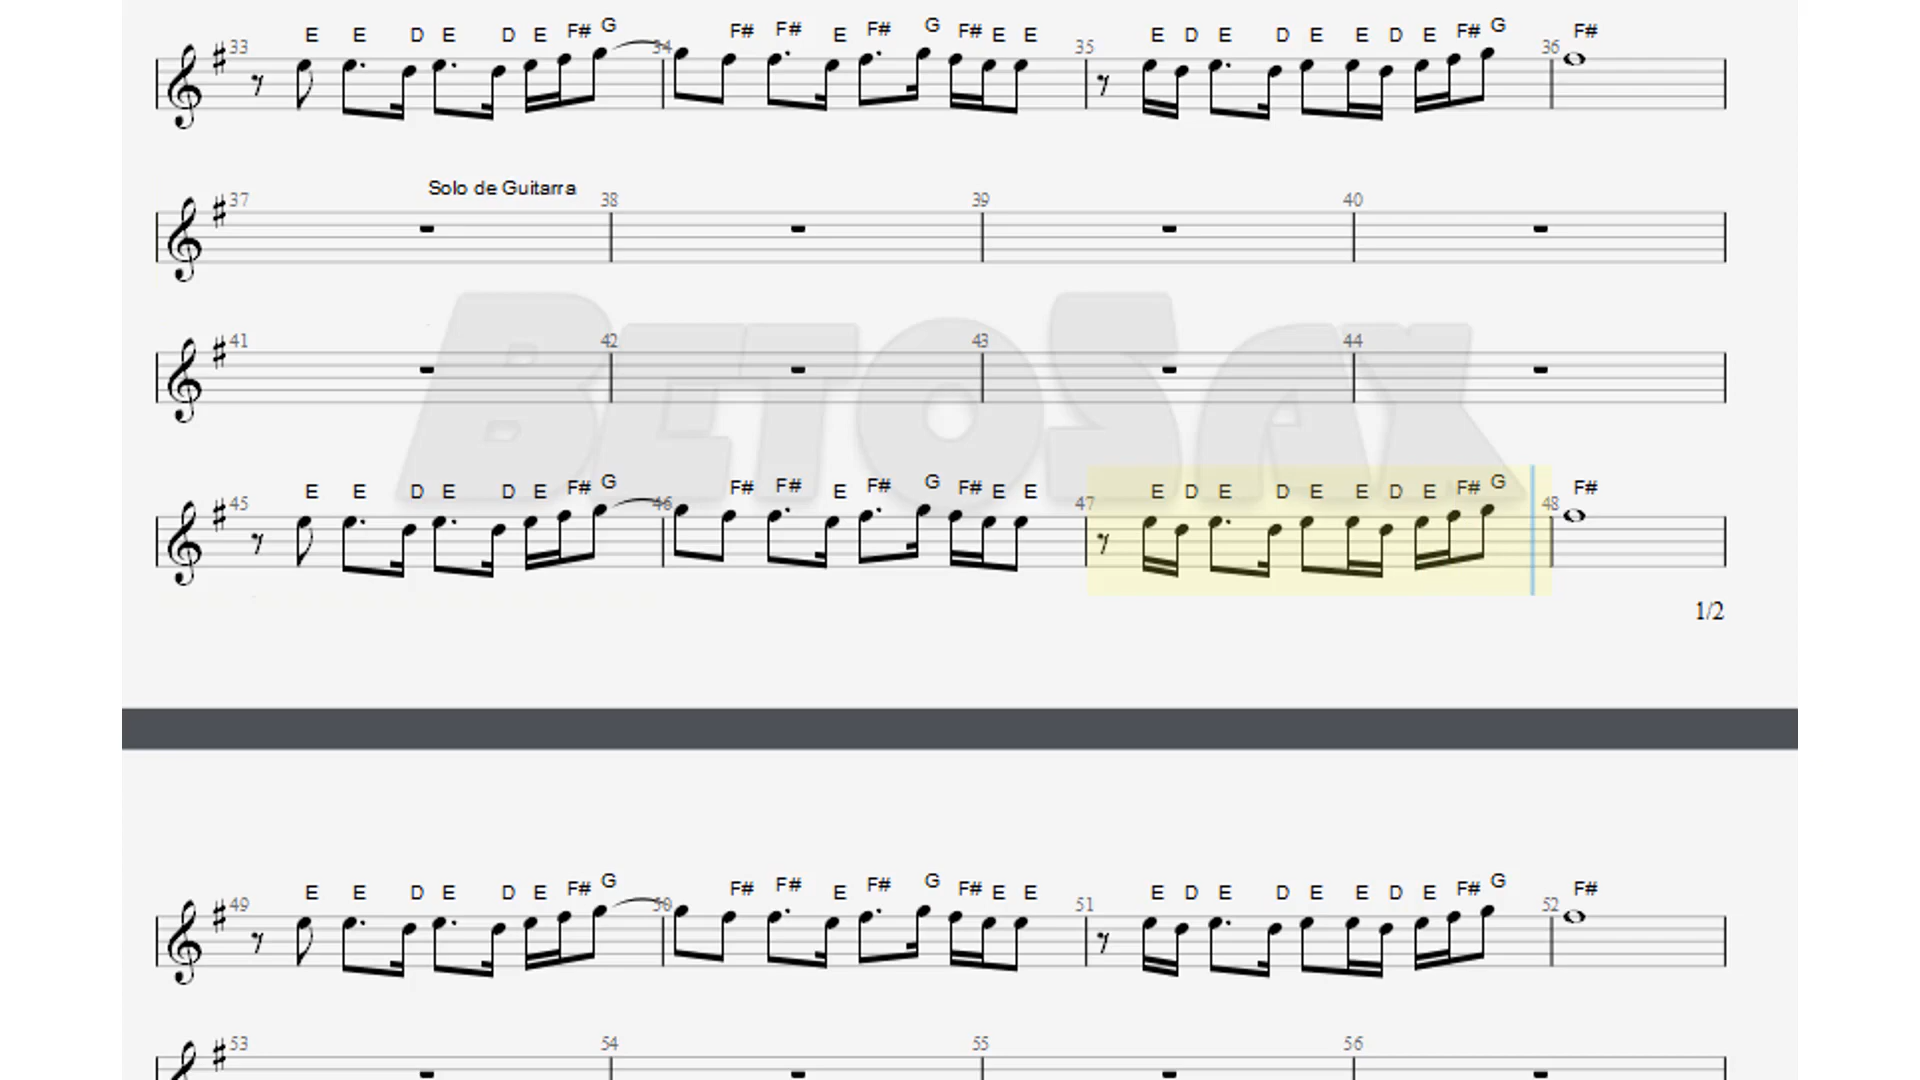 E E D E D E F# G F# F# E F# G F# E E E D E D E E D E F# G F#
33 34 35 36
Solo de Guitarra
37 38 39 40
41 42 43 44
BETOSAX
E E D E D E F# G F# F# E F# G F# E E E D E D E E D E F# G F#
45 46 47 48
1/2
E E D E D E F# G F# F# E F# G F# E E E D E D E E D E F# G F#
49 50 51 52
53 54 55 56